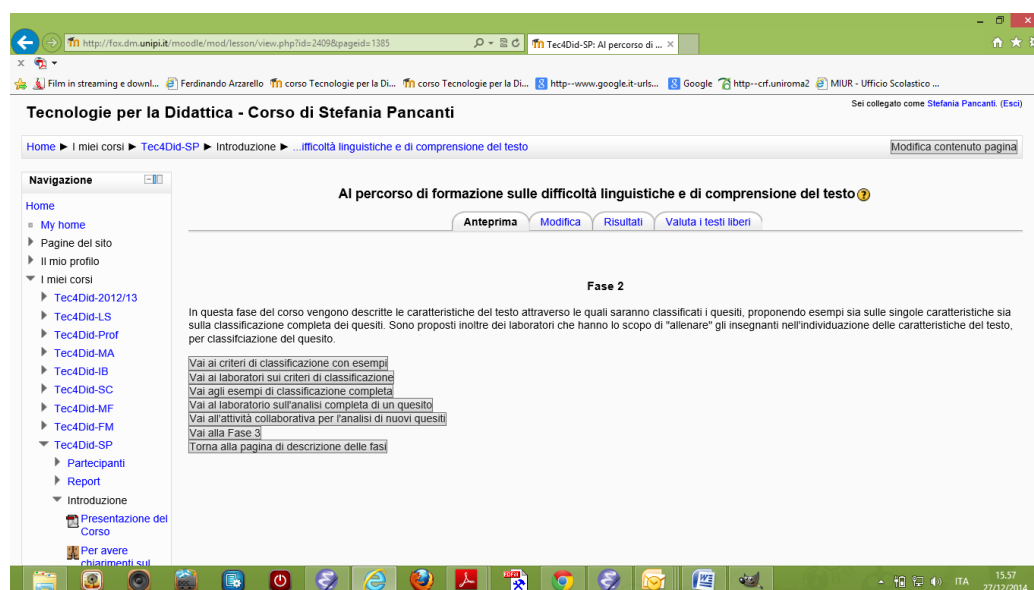 http://fox.dm.unipi.it/moodle/mod/lesson/view.php?id=2409&pageid=1385
Tec4Did-SP: Al percorso di ...
Film in streaming e downl... Ferdinando Arzarello corso Tecnologie per la Di... corso Tecnologie per la Di... http--www.google.it-urls... Google http--crf.uniroma2 MIUR - Ufficio Scolastico ...
Tecnologie per la Didattica - Corso di Stefania Pancanti
Sei collegato come Stefania Pancanti. (Esci)
Home ► I miei corsi ► Tec4Did-SP ► Introduzione ► ...ifficoltà linguistiche e di comprensione del testo
Modifica contenuto pagina
Navigazione
Home
My home
Pagine del sito
Il mio profilo
I miei corsi
Tec4Did-2012/13
Tec4Did-LS
Tec4Did-Prof
Tec4Did-MA
Tec4Did-IB
Tec4Did-SC
Tec4Did-MF
Tec4Did-FM
Tec4Did-SP
Partecipanti
Report
Introduzione
Presentazione del
Corso
Per avere
chiarimenti sul
Al percorso di formazione sulle difficoltà linguistiche e di comprensione del testo
Anteprima Modifica Risultati Valuta i testi liberi
Fase 2
In questa fase del corso vengono descritte le caratteristiche del testo attraverso le quali saranno classificati i quesiti, proponendo esempi sia sulle singole caratteristiche sia
sulla classificazione completa dei quesiti. Sono proposti inoltre dei laboratori che hanno lo scopo di "allenare" gli insegnanti nell'individuazione delle caratteristiche del testo,
per classifciazione del quesito.
Vai ai criteri di classificazione con esempi
Vai ai laboratori sui criteri di classificazione
Vai agli esempi di classificazione completa
Vai al laboratorio sull'analisi completa di un quesito
Vai all'attività collaborativa per l'analisi di nuovi quesiti
Vai alla Fase 3
Torna alla pagina di descrizione delle fasi
ITA
15.57
27/12/2014